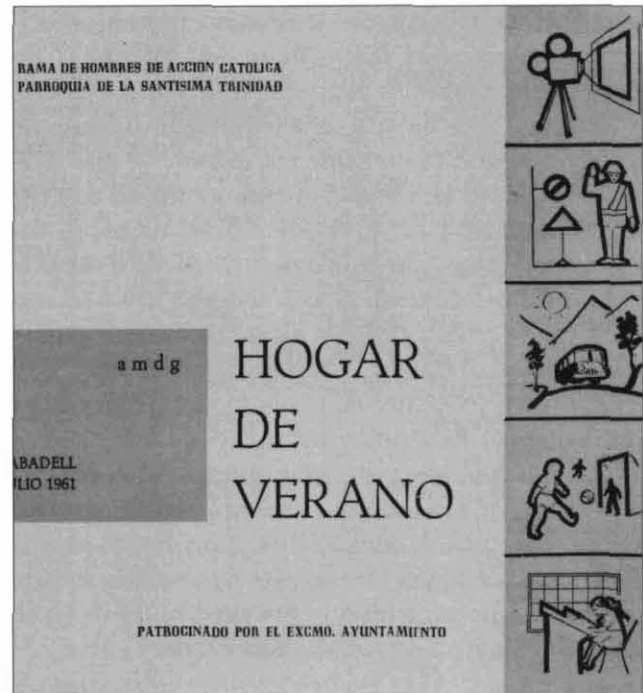 RAMA DE HOMBRES DE ACCION CATOLICA
PARROQUIA DE LA SANTISIMA TRINIDAD
amdg
HOGAR
DE
VERANO
ABADELL
ULIO 1961
PATROCINADO POR EL EXCMO. AYUNTAMIENTO